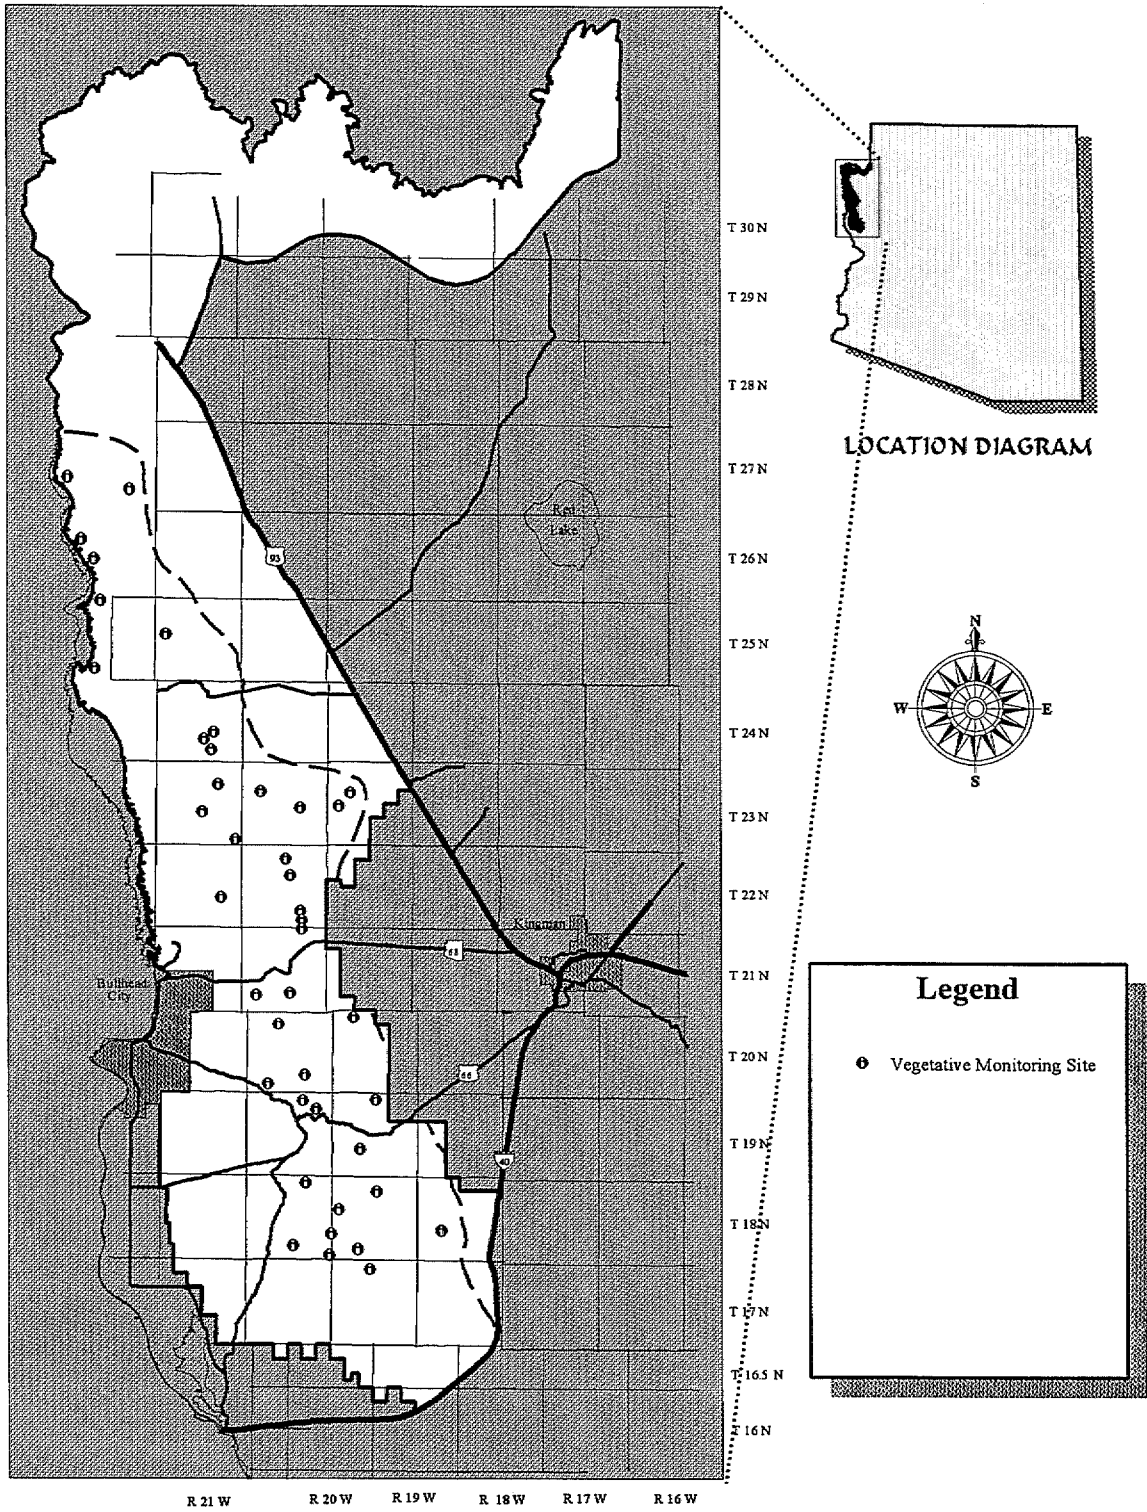 T 30 N
T 29 N
T 28 N
LOCATION DIAGRAM
T 27 N
Red
Lake
93
T 26 N
N
T 25 N
W
E
T 24 N
S
T 23 N
T 22 N
Kingman
68
T 21 N
Bullhead
City
Legend
T 20 N
Vegetative Monitoring Site
66
T 19 N
40
T 18 N
T 17 N
T 16.5 N
T 16 N
R 21 W
R 20 W
R 19 W
R 18 W
R 17 W
R 16 W